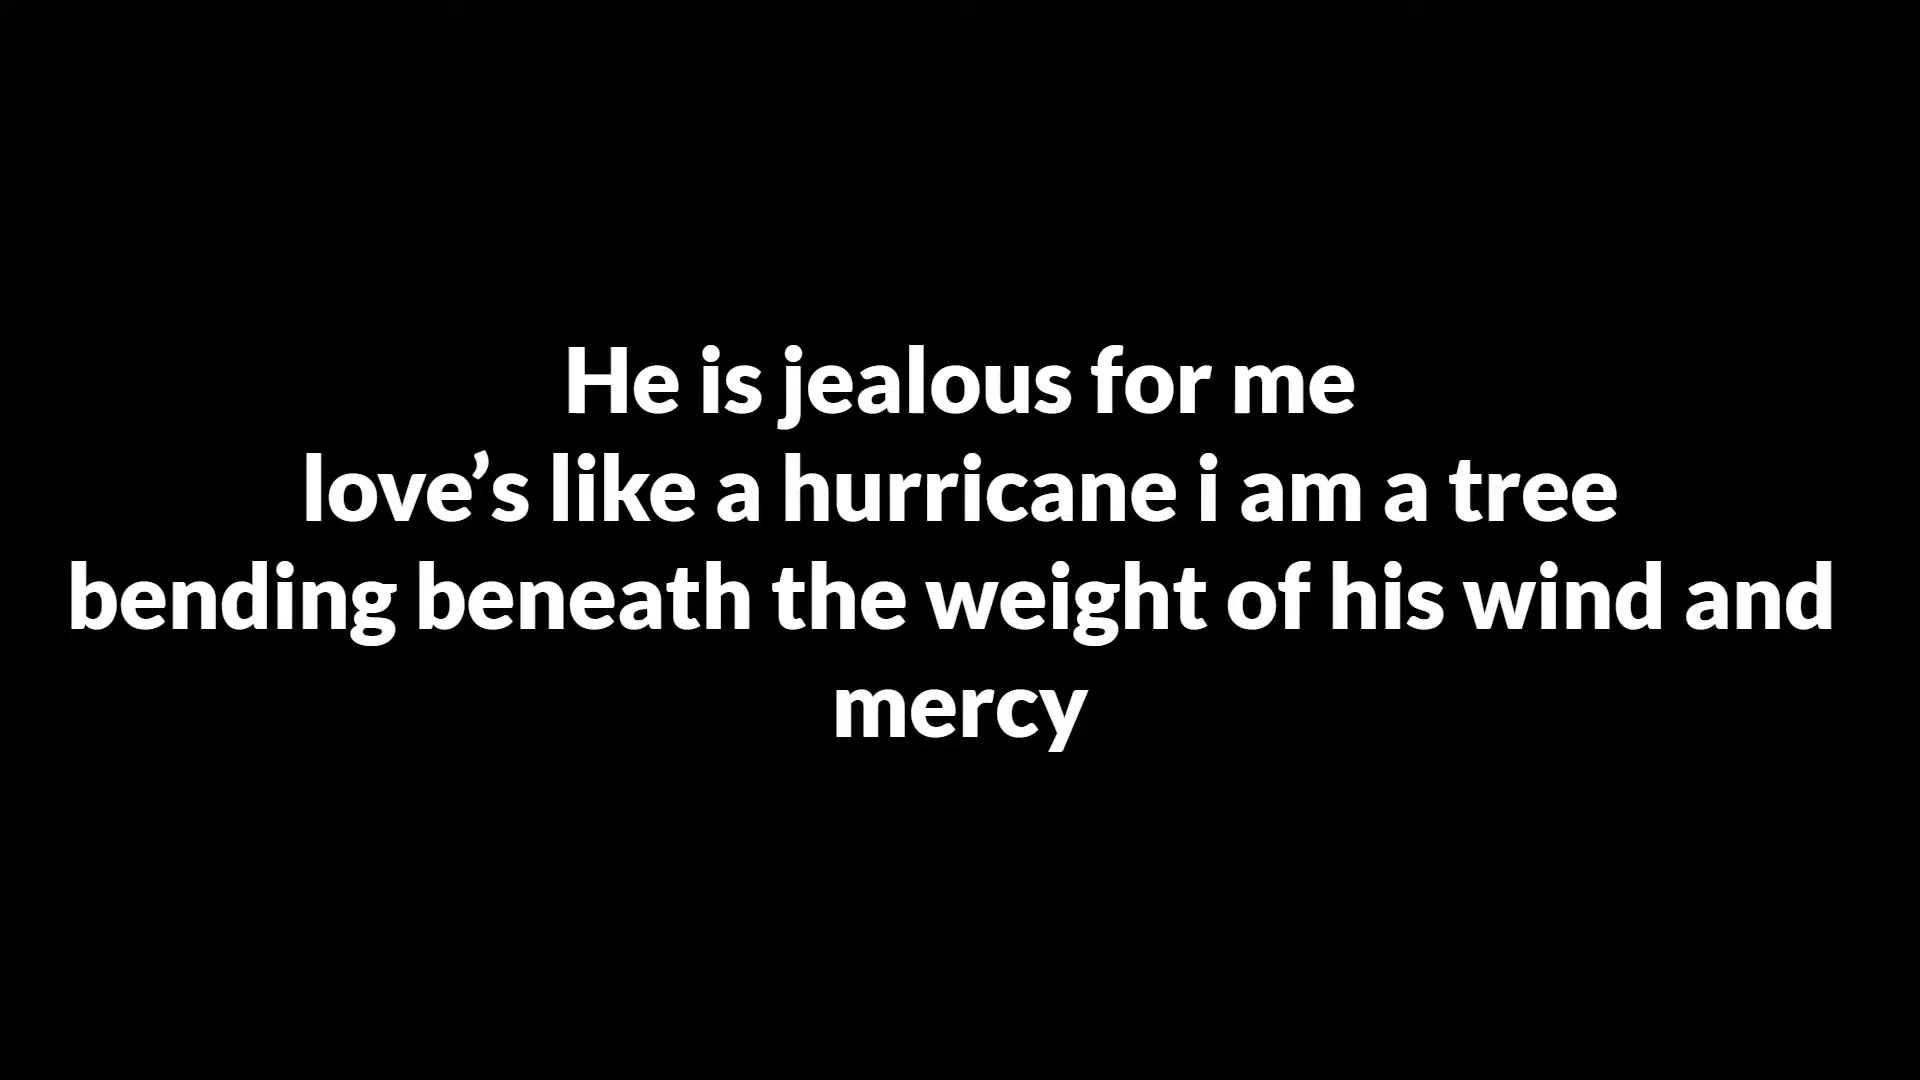 He is jealous for me
love’s like a hurricane i am a tree
bending beneath the weight of his wind and
mercy